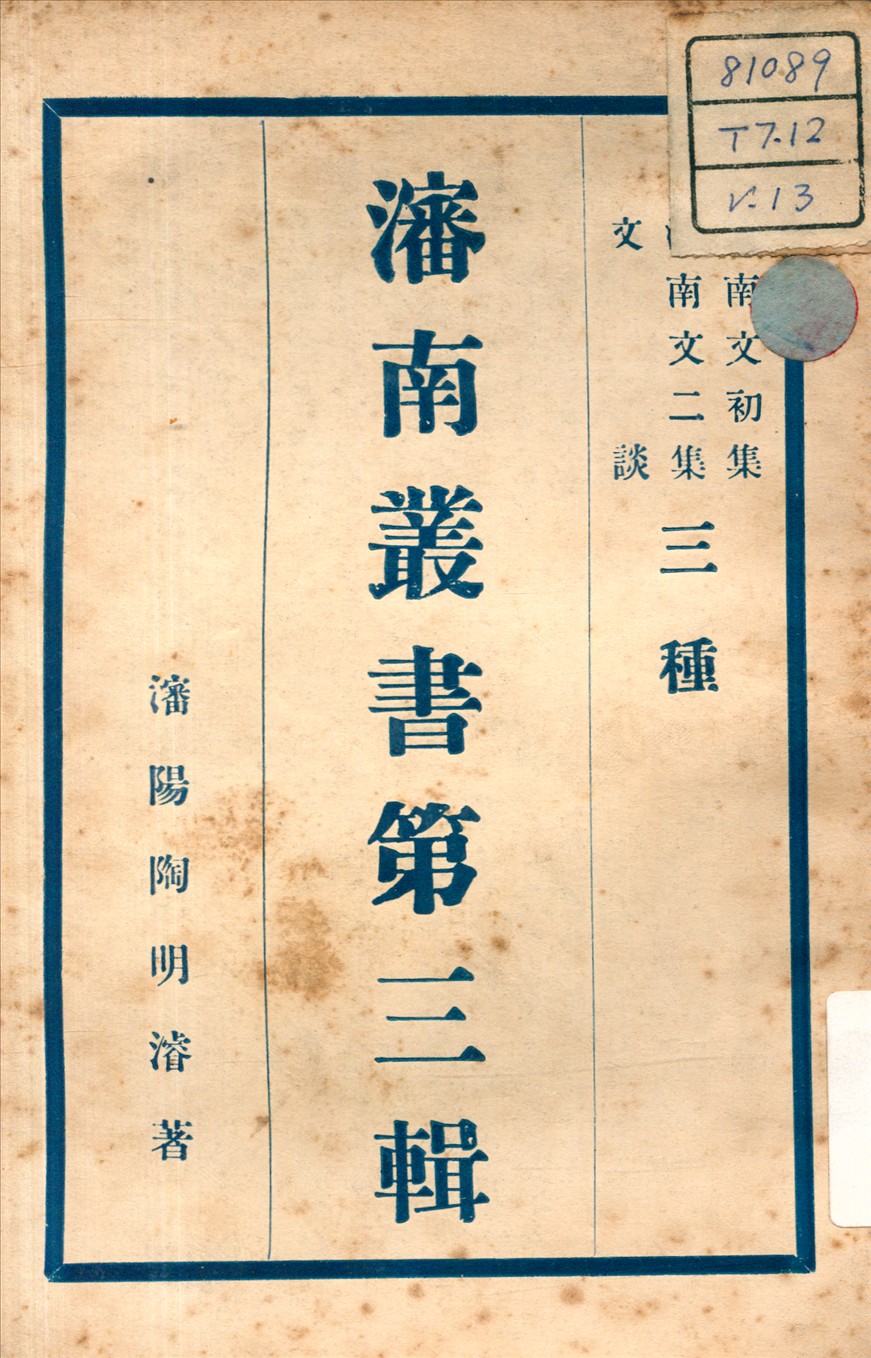 81089
T7.12
V.13
南文初集
南文二集
文談
三種
瀋南叢書第三輯
瀋陽陶明濬著